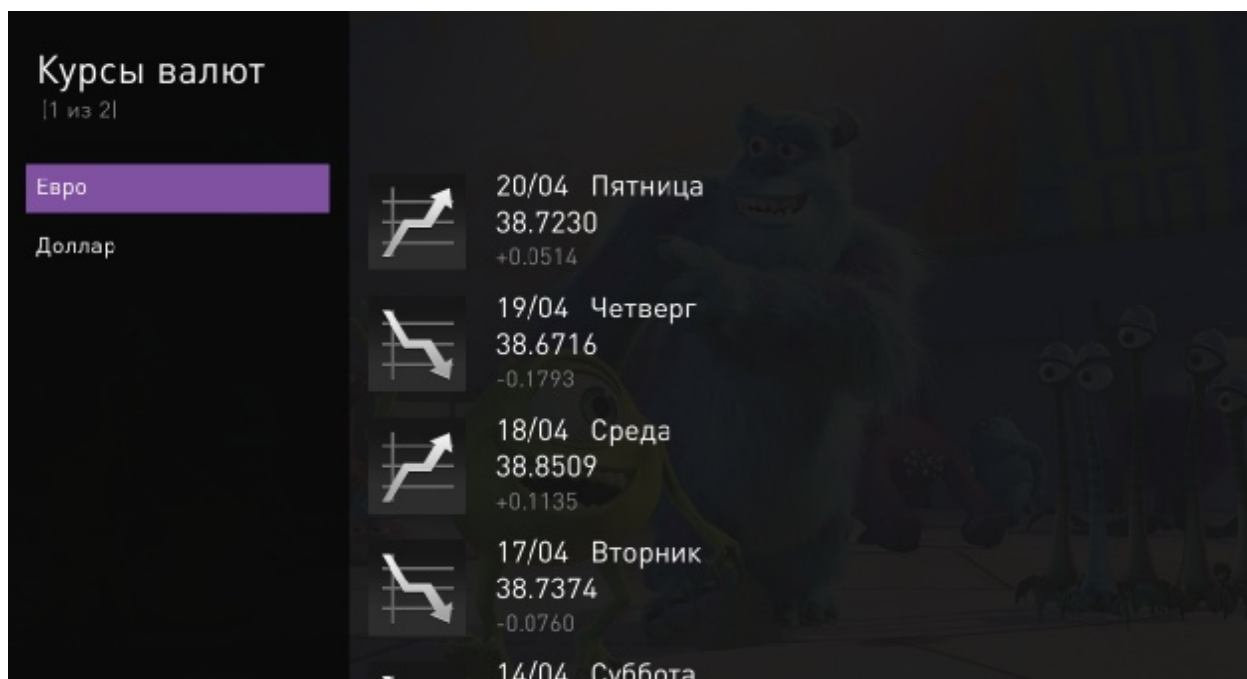 Курсы валют
|1 из 2|
Евро
Доллар
20/04 Пятница
38.7230
+0.0514
19/04 Четверг
38.6716
-0.1793
18/04 Среда
38.8509
+0.1135
17/04 Вторник
38.7374
-0.0760
14/04 Суббота